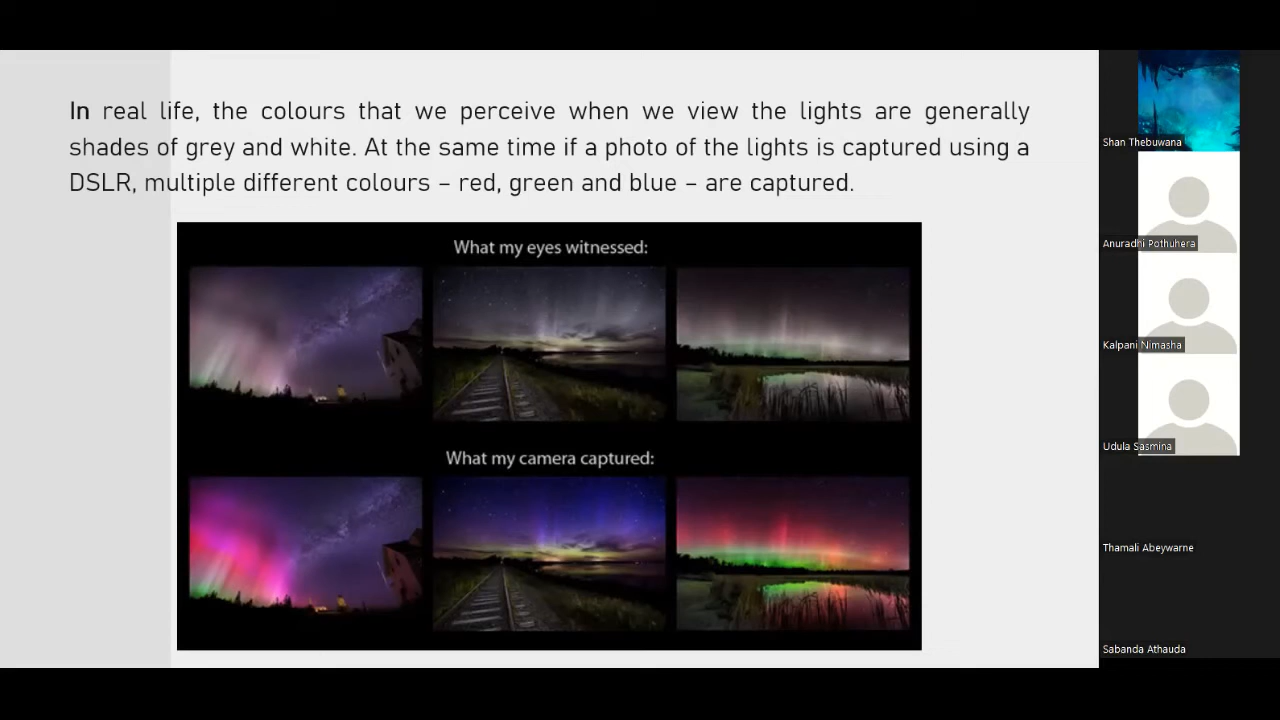 In real life, the colours that we perceive when we view the lights are generally
shades of grey and white. At the same time if a photo of the lights is captured using a
DSLR, multiple different colours – red, green and blue – are captured.
What my eyes witnessed:
What my camera captured:
Shan Thebuwana
Anuradhi Pothuhera
Kalpani Nimasha
Udula Sasmina
Thamali Abeywarne
Sabanda Athauda